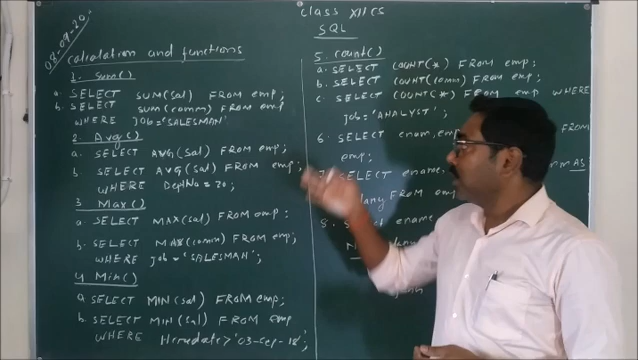 08-09-20
Class XII CS
SQL
Calculation and functions
1. Sum()
a. SELECT SUM(Sal) FROM emp;
b. SELECT SUM(comm) FROM emp
WHERE job='SALESMAN'
2. Avg()
a. SELECT AVG(Sal) FROM emp;
b SELECT AVG(Sal) FROM emp;
WHERE DeptNo = 20;
3 Max()
a. SELECT MAX(Sal) FROM emp;
b. SELECT MAX(comm) FROM emp
WHERE job='SALESMAN';
4 Min()
a SELECT MIN(Sal) FROM emp;
b. SELECT MIN(Sal) FROM emp
WHERE Hiredate>'03-Sep-18';
5. Count()
a. SELECT COUNT(*) FROM emp;
b. SELECT COUNT(comm) FROM emp;
c. SELECT COUNT(*) FROM emp WHERE
job='ANALYST';
6. SELECT FROM
emp;
SELECT ename, AS
FROM emp
8. ename